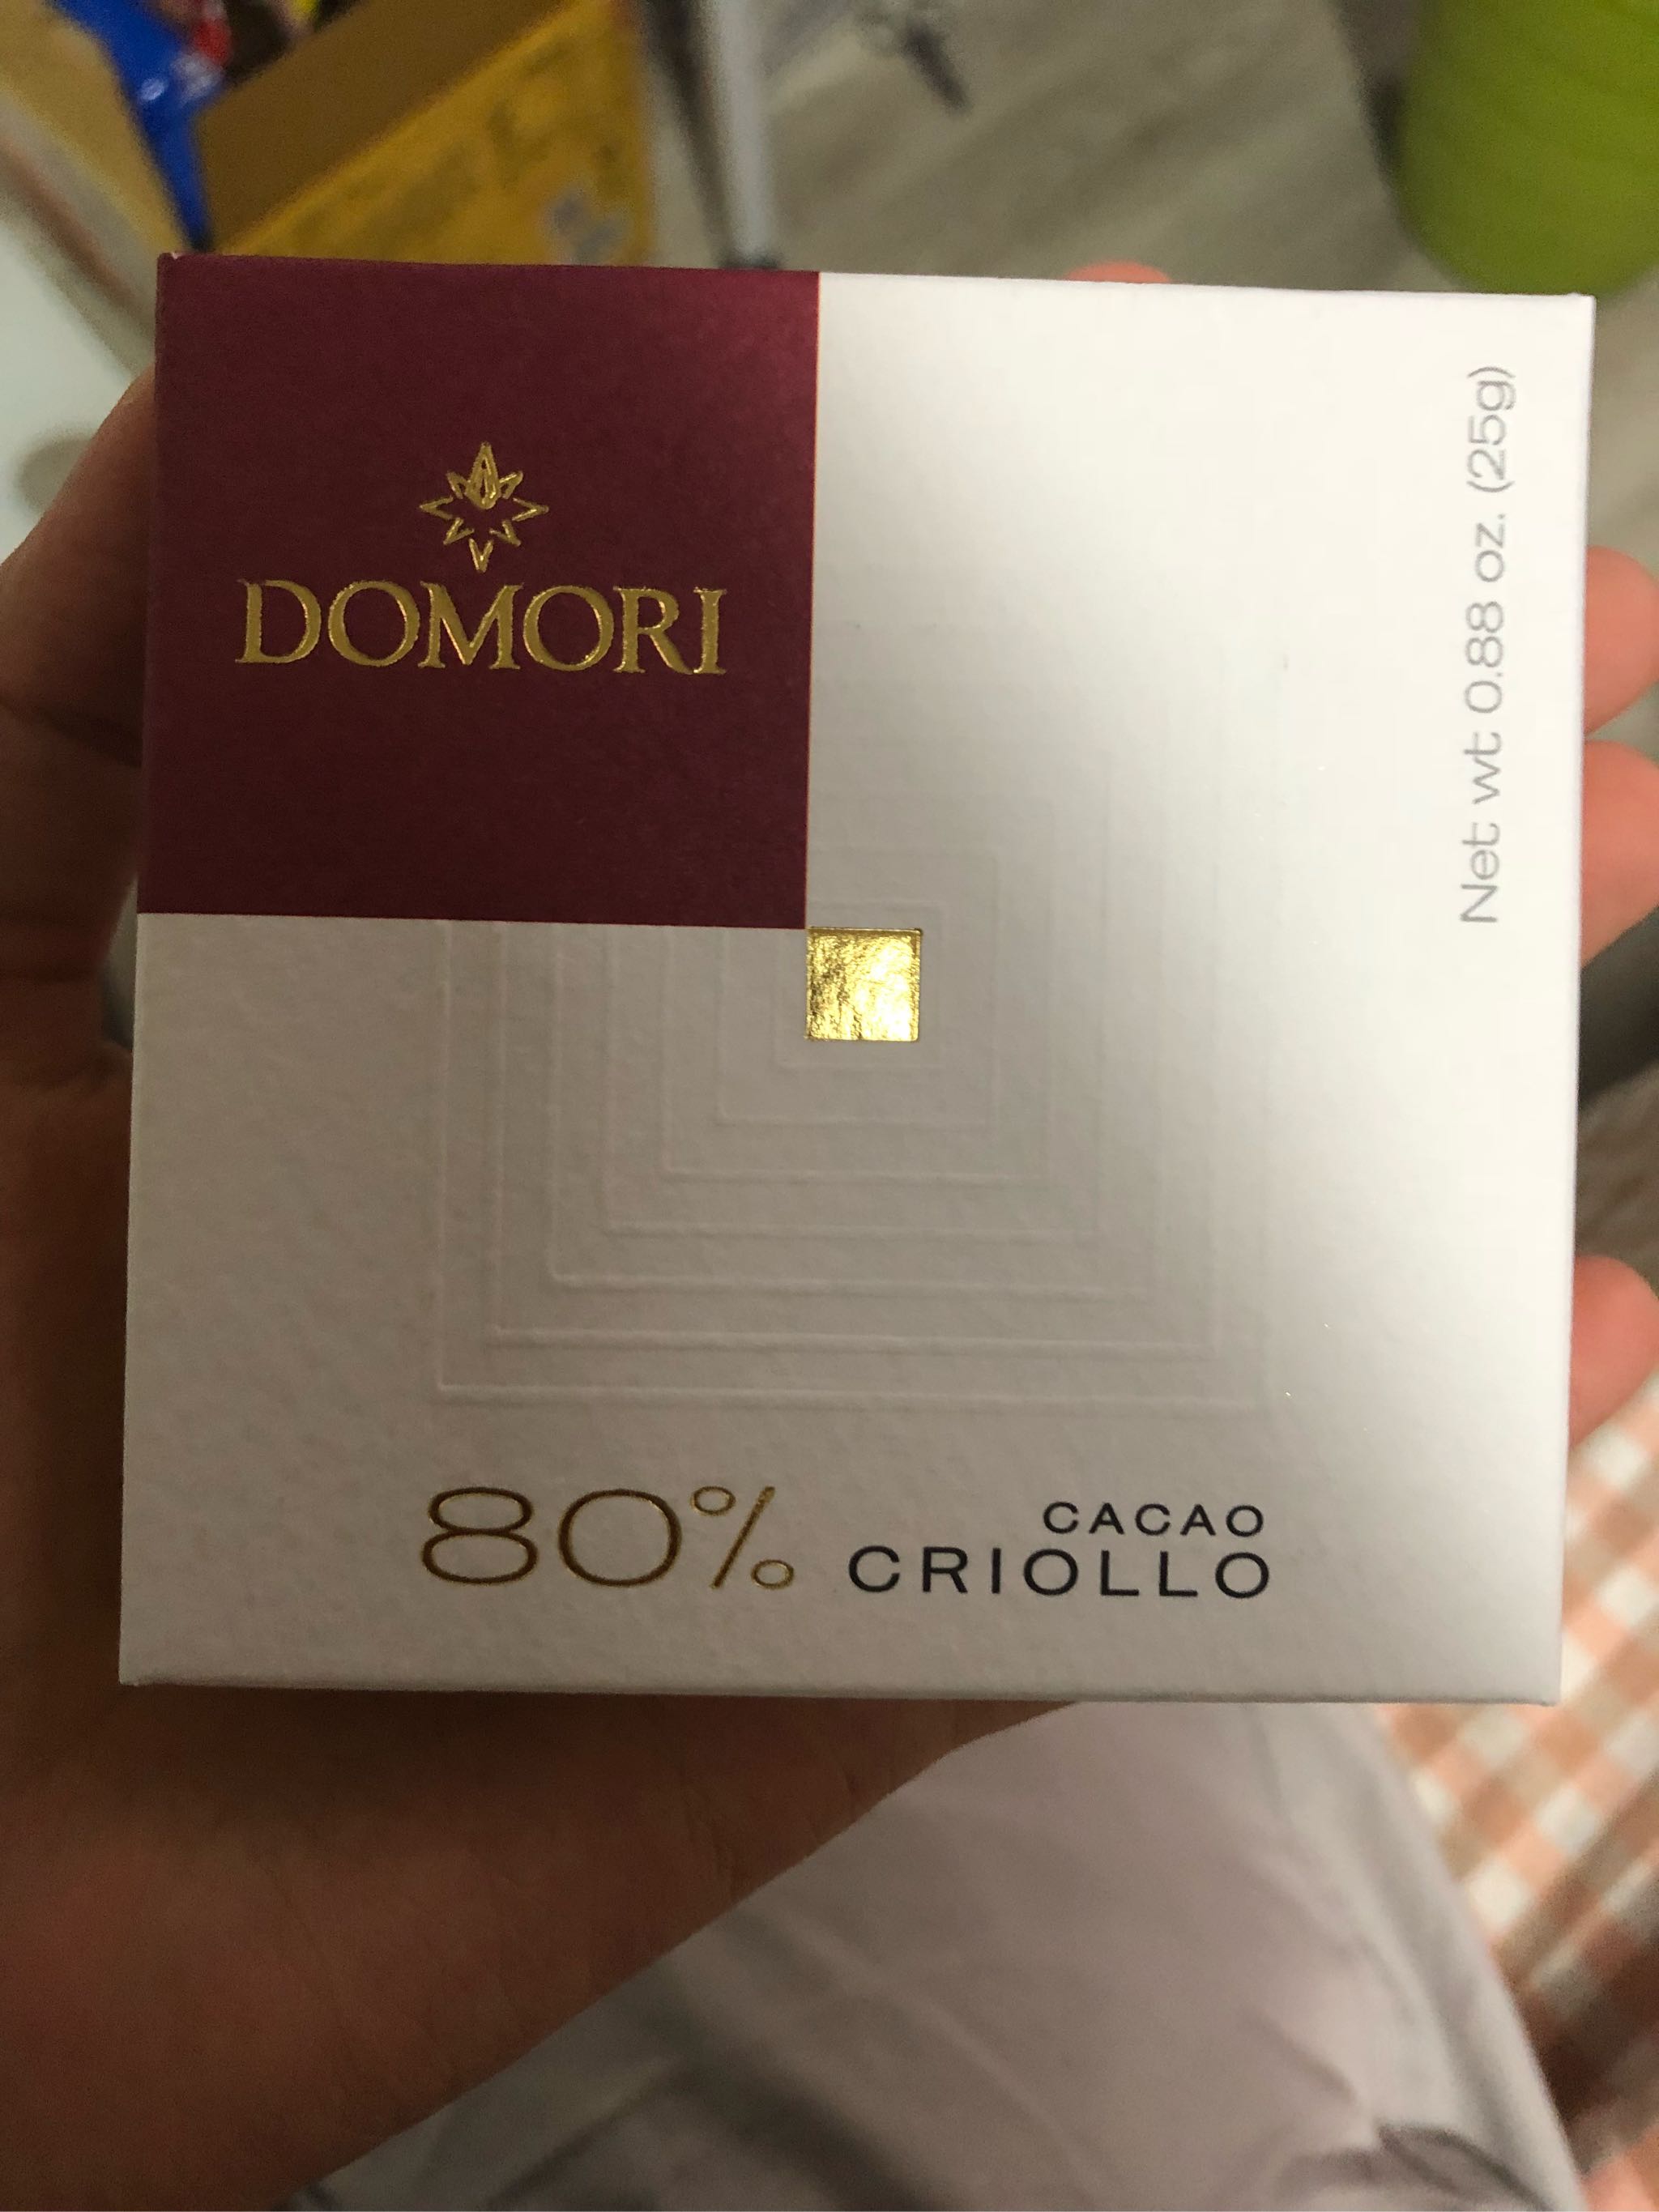 DOMORI
Net wt 0.88 oz. (25g)
80% CACAO
CRIOLLO